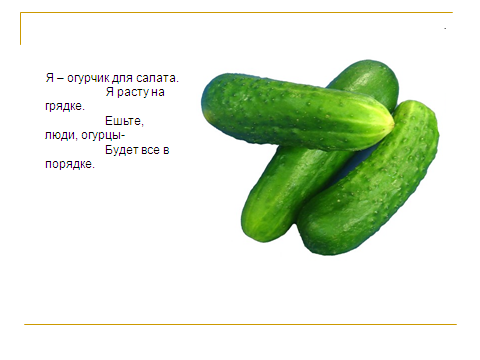 Я – огурчик для салата.
Я расту на
грядке.
Ешьте,
люди, огурцы-
Будет все в
порядке.